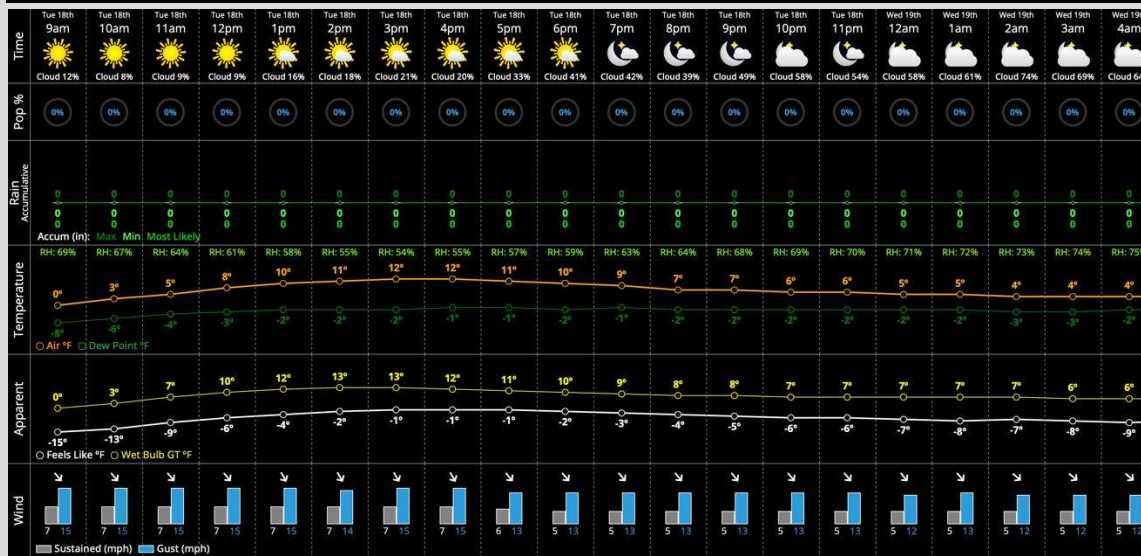 Time
Tue 18th Tue 18th Tue 18th Tue 18th Tue 18th Tue 18th Tue 18th Tue 18th Tue 18th Tue 18th Tue 18th Tue 18th Tue 18th Tue 18th Tue 18th Wed 19th Wed 19th Wed 19th Wed 19th Wed 19t
9am 10am 11am 12pm 1pm 2pm 3pm 4pm 5pm 6pm 7pm 8pm 9pm 10pm 11pm 12am 1am 2am 3am 4am
Cloud 12% Cloud 8% Cloud 9% Cloud 9% Cloud 16% Cloud 18% Cloud 21% Cloud 20% Cloud 33% Cloud 41% Cloud 42% Cloud 39% Cloud 49% Cloud 58% Cloud 54% Cloud 58% Cloud 61% Cloud 74% Cloud 69% Cloud 64
Pop %
0% 0% 0% 0% 0% 0% 0% 0% 0% 0% 0% 0% 0% 0% 0% 0% 0% 0% 0% 0%
Rain
Accumulative
0 0 0 0 0 0 0 0 0 0 0 0 0 0 0 0 0 0 0 0
0 0 0 0 0 0 0 0 0 0 0 0 0 0 0 0 0 0 0 0
0 0 0 0 0 0 0 0 0 0 0 0 0 0 0 0 0 0 0 0
Accum (in): Max Min Most Likely
Temperature
RH: 69% RH: 67% RH: 64% RH: 61% RH: 58% RH: 55% RH: 54% RH: 55% RH: 57% RH: 59% RH: 63% RH: 64% RH: 68% RH: 69% RH: 70% RH: 71% RH: 72% RH: 73% RH: 74% RH: 75%
0° 3° 5° 8° 10° 11° 12° 12° 11° 10° 9° 7° 7° 6° 6° 5° 5° 4° 4° 4°
-8° -6° -4° -3° -2° -2° -2° -1° -1° -2° -1° -2° -2° -2° -2° -2° -2° -3° -3° -2°
Air °F Dew Point °F
Apparent
0° 3° 7° 10° 12° 13° 13° 12° 11° 10° 9° 8° 8° 7° 7° 7° 7° 7° 6° 6°
-15° -13° -9° -6° -4° -2° -1° -1° -1° -2° -3° -4° -5° -6° -6° -7° -8° -7° -8° -9°
Feels Like °F Wet Bulb GT °F
Wind
7 15 7 15 7 15 7 15 7 15 7 14 7 15 7 15 6 13 5 13 5 13 5 13 5 13 5 13 5 13 5 12 5 13 5 12 5 12 5 12
Sustained (mph) Gust (mph)